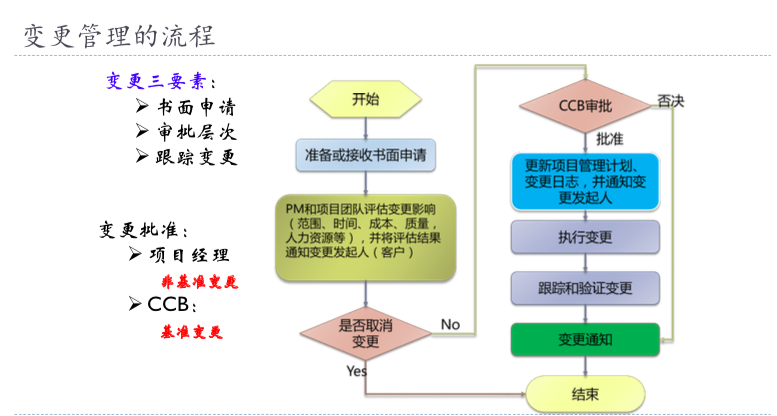 变更管理的流程
变更三要素：
书面申请
审批层次
跟踪变更
变更批准：
项目经理
非基准变更
CCB：
基准变更
开始
准备或接收书面申请
PM和项目团队评估变更影响
（范围、时间、成本、质量，
人力资源等），并将评估结果
通知变更发起人（客户）
是否取消
变更
No
Yes
CCB审批
否决
批准
更新项目管理计划、
变更日志，并通知变
更发起人
执行变更
跟踪和验证变更
变更通知
结束